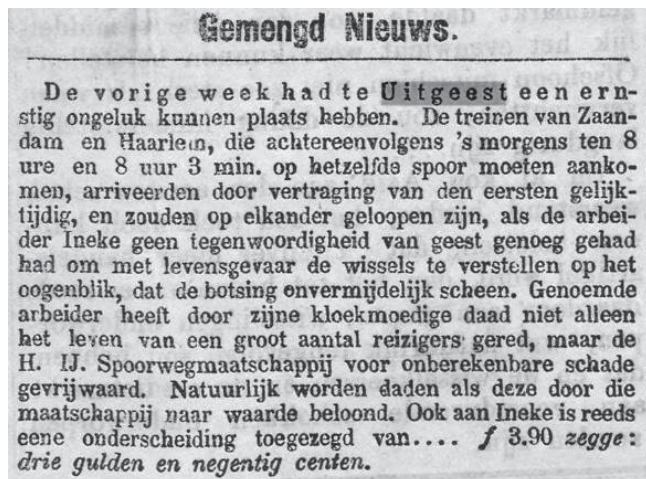 Gemengd Nieuws.
De vorige week had te Uitgeest een ern-
stig ongeluk kunnen plaats hebben. De treinen van Zaan-
dam en Haarlem, die achtereenvolgens 's morgens ten 8
ure en 8 uur 3 min. op hetzelfde spoor moeten aanko-
men, arriveerden door vertraging van den eersten gelijk-
tijdig, en zouden op elkander geloopen zijn, als de arbei-
der Ineke geen tegenwoordigheid van geest genoeg gehad
had om met levensgevaar de wissels te verstellen op het
oogenblik, dat de botsing onvermijdelijk scheen. Genoemde
arbeider heeft door zijne kloekmoedige daad niet alleen
het leven van een groot aantal reizigers gered, maar de
H. IJ. Spoorwegmaatschappij voor onberekenbare schade
gevrijwaard. Natuurlijk worden daden als deze door die
maatschappij naar waarde beloond. Ook aan Ineke is reeds
eene onderscheiding toegezegd van.... f 3.90 zegge:
drie gulden en negentig centen.